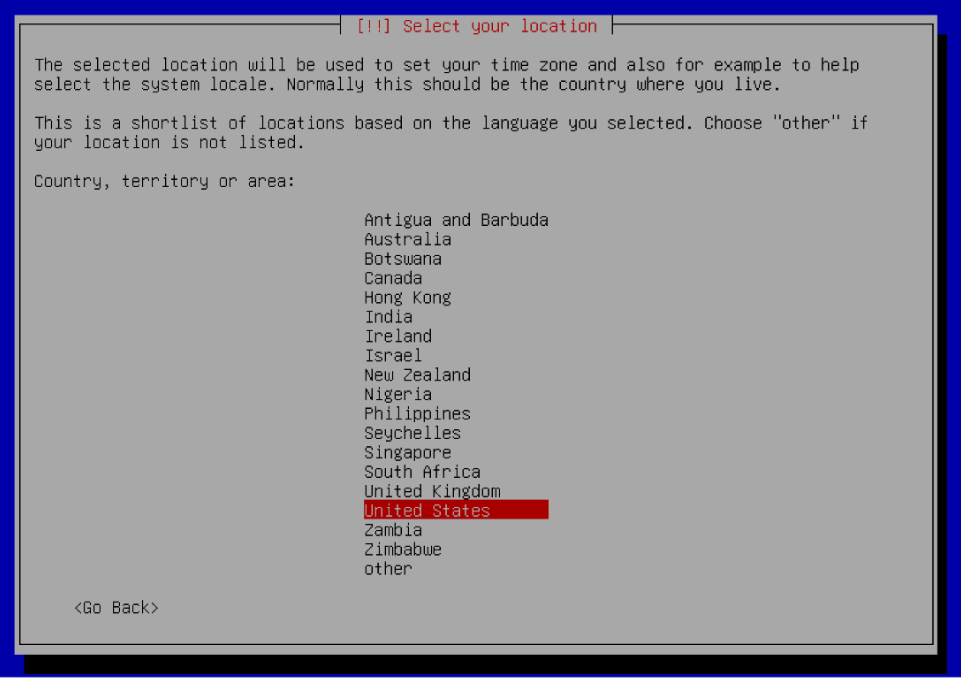 [!!] Select your location
The selected location will be used to set your time zone and also for example to help
select the system locale. Normally this should be the country where you live.
This is a shortlist of locations based on the language you selected. Choose "other" if
your location is not listed.
Country, territory or area:
Antigua and Barbuda
Australia
Botswana
Canada
Hong Kong
India
Ireland
Israel
New Zealand
Nigeria
Philippines
Seychelles
Singapore
South Africa
United Kingdom
United States
Zambia
Zimbabwe
other
<Go Back>